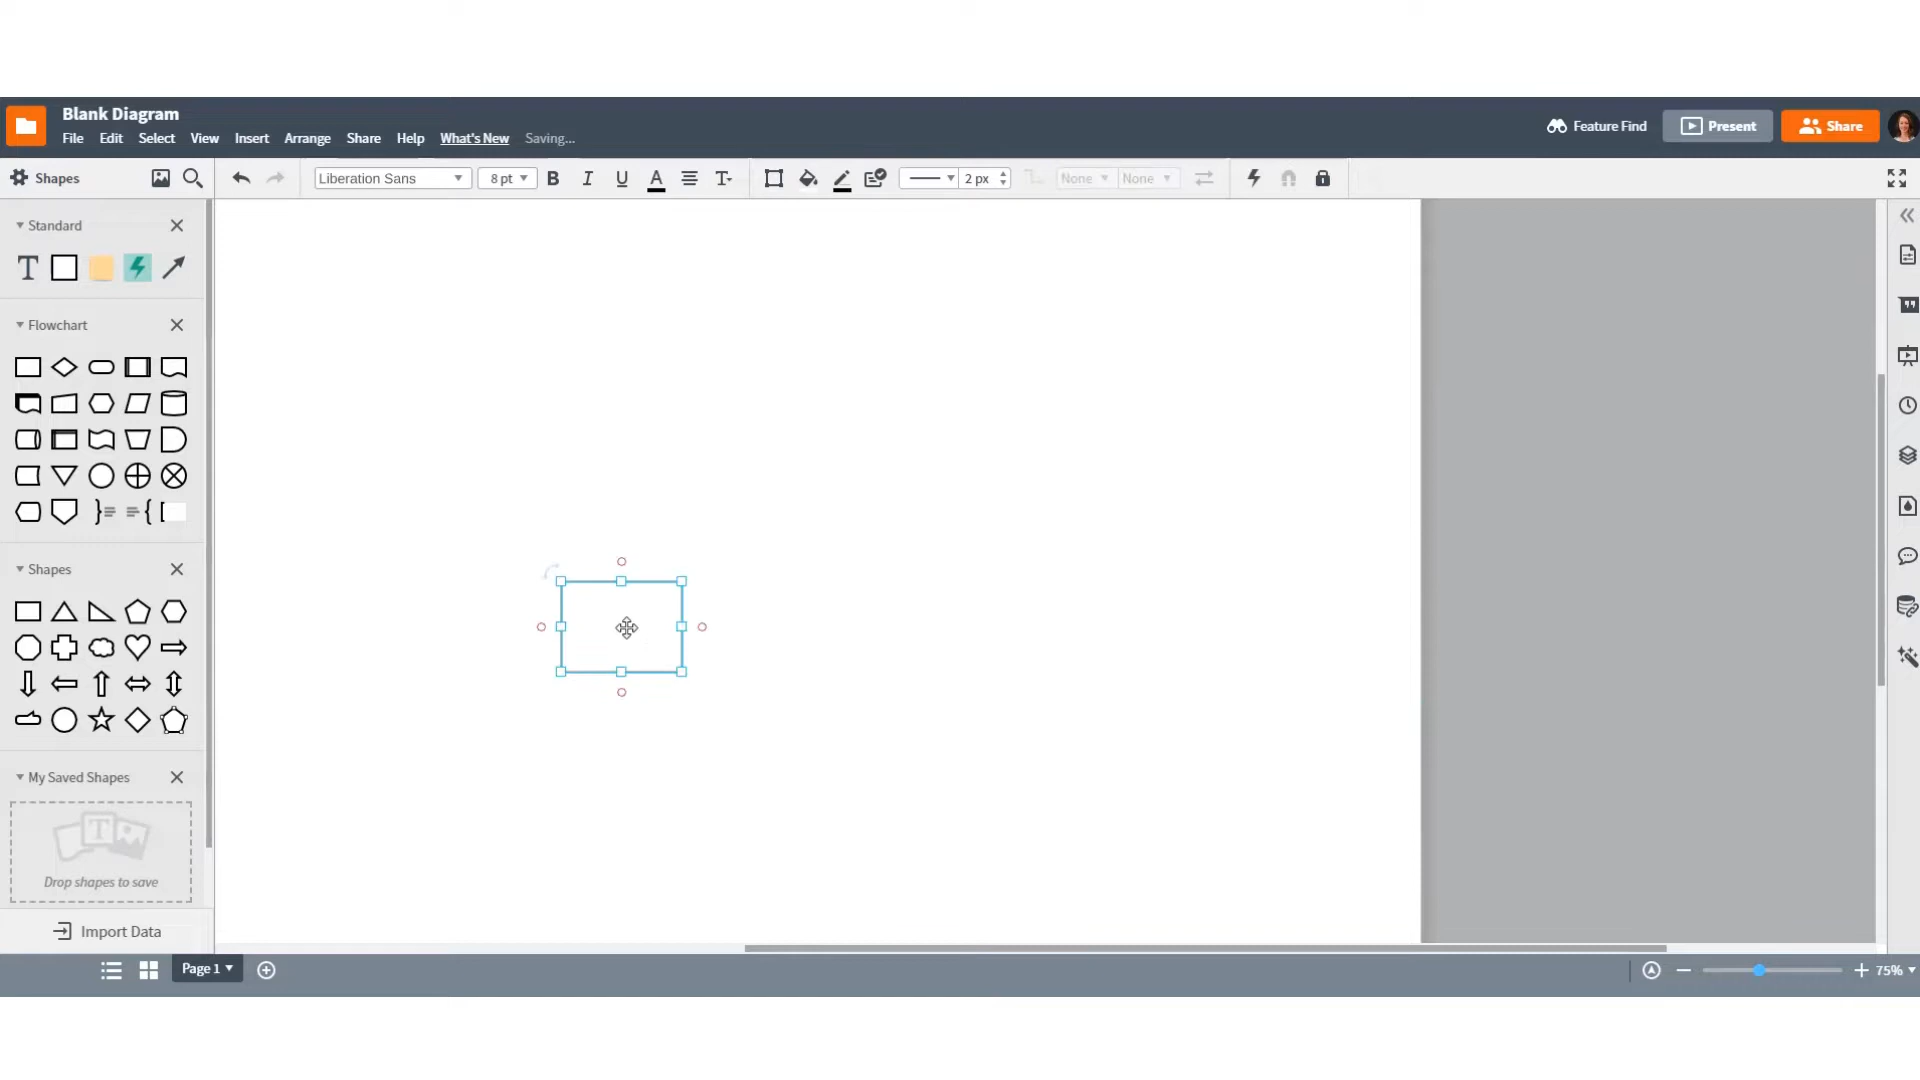 Blank Diagram
File Edit Select View Insert Arrange Share Help What's New Saving...
Feature Find Present Share
Shapes Liberation Sans 8 pt B I U A T 2 px None None
Standard
T
Flowchart
Shapes
My Saved Shapes
T
Drop shapes to save
Import Data
Page 1 75%